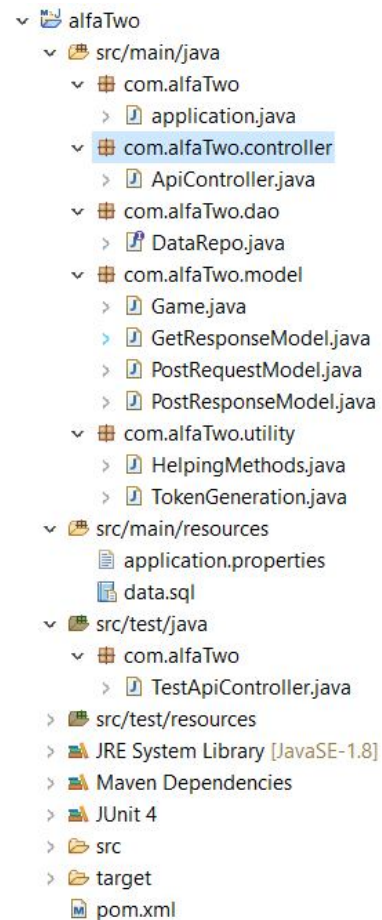 alfaTwo
src/main/java
com.alfaTwo
application.java
com.alfaTwo.controller
ApiController.java
com.alfaTwo.dao
DataRepo.java
com.alfaTwo.model
Game.java
GetResponseModel.java
PostRequestModel.java
PostResponseModel.java
com.alfaTwo.utility
HelpingMethods.java
TokenGeneration.java
src/main/resources
application.properties
data.sql
src/test/java
com.alfaTwo
TestApiController.java
src/test/resources
JRE System Library [JavaSE-1.8]
Maven Dependencies
JUnit 4
src
target
pom.xml